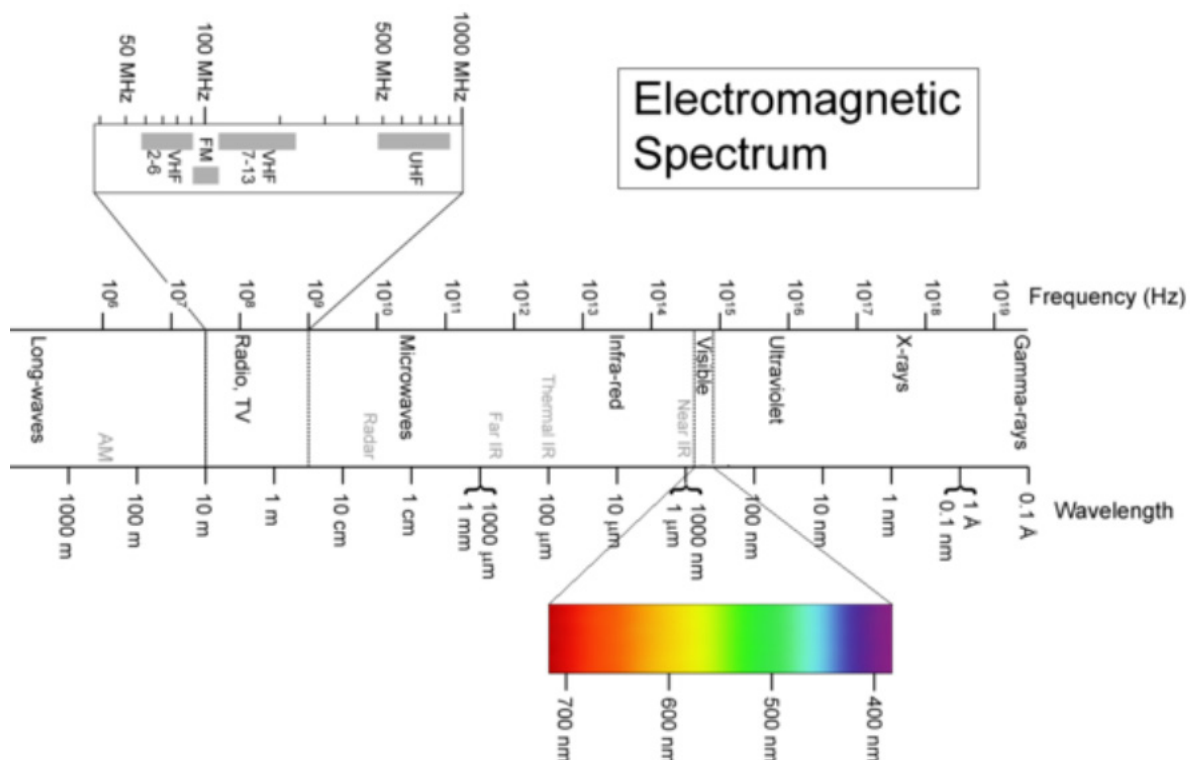 Electromagnetic
Spectrum
50 MHz
100 MHz
500 MHz
1000 MHz
VHF
2-6
FM
VHF
7-13
UHF
10⁶
10⁷
10⁸
10⁹
10¹⁰
10¹¹
10¹²
10¹³
10¹⁴
10¹⁵
10¹⁶
10¹⁷
10¹⁸
10¹⁹
Frequency (Hz)
Long-waves
AM
Radio, TV
Radar
Microwaves
Far IR
Thermal IR
Infra-red
Near IR
Visible
Ultraviolet
X-rays
Gamma-rays
1000 m
100 m
10 m
1 m
10 cm
1 cm
1000 µm
1 mm
100 µm
10 µm
1000 nm
1 µm
100 nm
10 nm
1 nm
1 Å
0.1 nm
0.1 Å
Wavelength
700 nm
600 nm
500 nm
400 nm